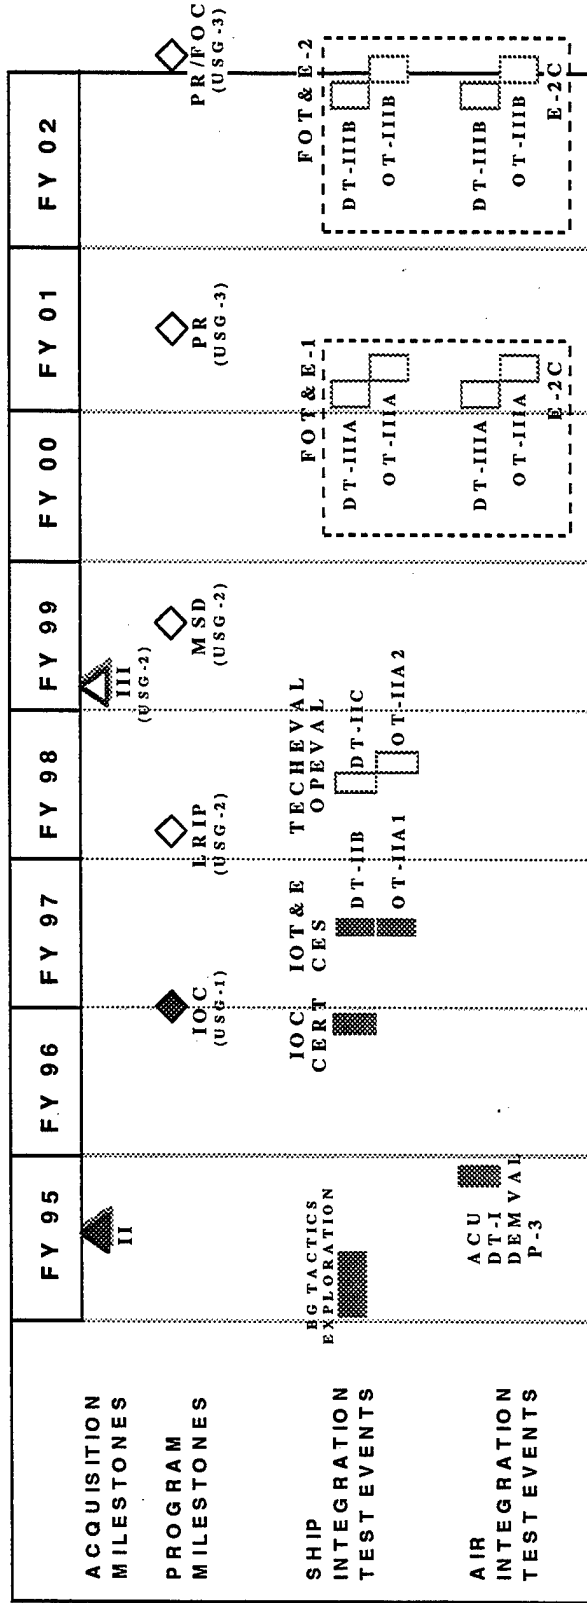 FY 95
FY 96
FY 97
FY 98
FY 99
FY 00
FY 01
FY 02
ACQUISITION
MILESTONES
II
III
(USG-2)
PROGRAM
MILESTONES
IOC
(USG-1)
LRIP
(USG-2)
MSD
(USG-2)
PR
(USG-3)
PR/FOC
(USG-3)
SHIP
INTEGRATION
TEST EVENTS
BG TACTICS
EXPLORATION
IOC
CERT
IOT&E
CES
DT-IIB
OT-IIA1
TECHEVAL
OPEVAL
DT-IIC
OT-IIA2
FOT&E-1
DT-IIIA
OT-IIIA
FOT&E-2
DT-IIIB
OT-IIIB
AIR
INTEGRATION
TEST EVENTS
ACU
DT-I
DEMVAL
P-3
DT-IIIA
OT-IIIA
E-2C
DT-IIIB
OT-IIIB
E-2C